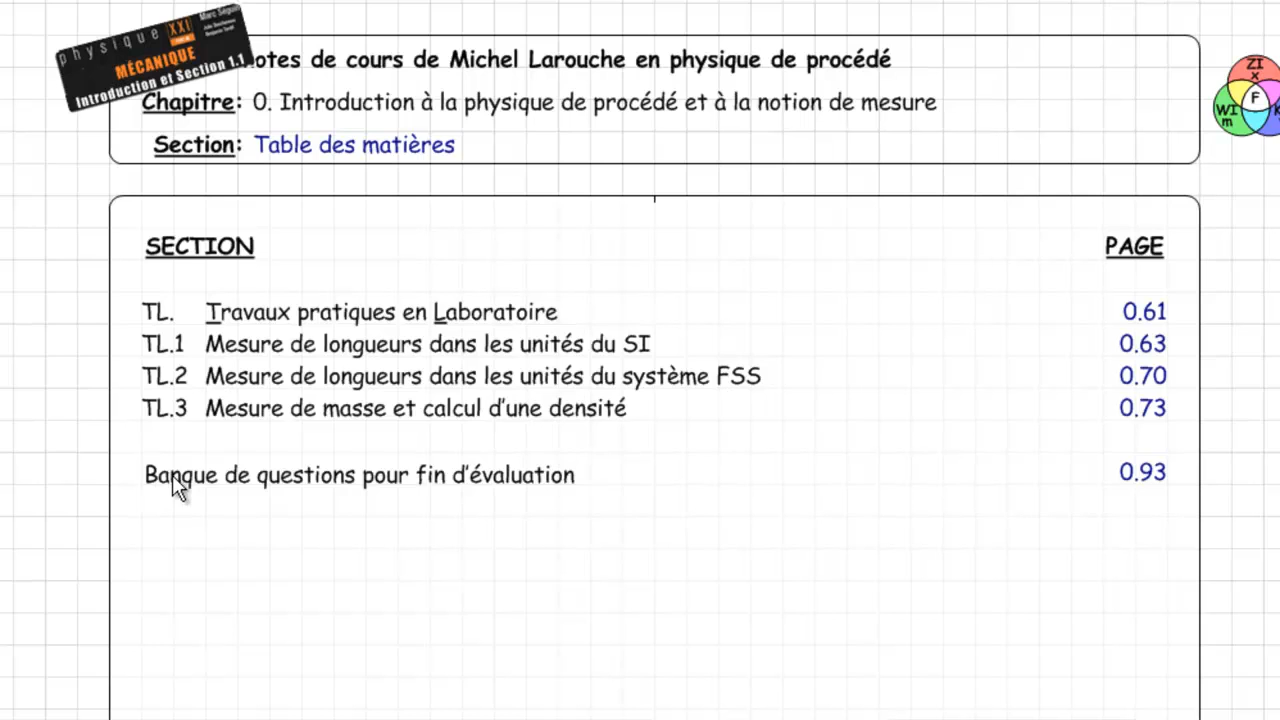 physique XXI
Marc Séguin
MÉCANIQUE
Introduction et Section 1.1
otes de cours de Michel Larouche en physique de procédé
Chapitre: 0. Introduction à la physique de procédé et à la notion de mesure
Section: Table des matières
ZI
x
F
WI
m
K
SECTION PAGE
TL. Travaux pratiques en Laboratoire 0.61
TL.1 Mesure de longueurs dans les unités du SI 0.63
TL.2 Mesure de longueurs dans les unités du système FSS 0.70
TL.3 Mesure de masse et calcul d'une densité 0.73
Banque de questions pour fin d'évaluation 0.93